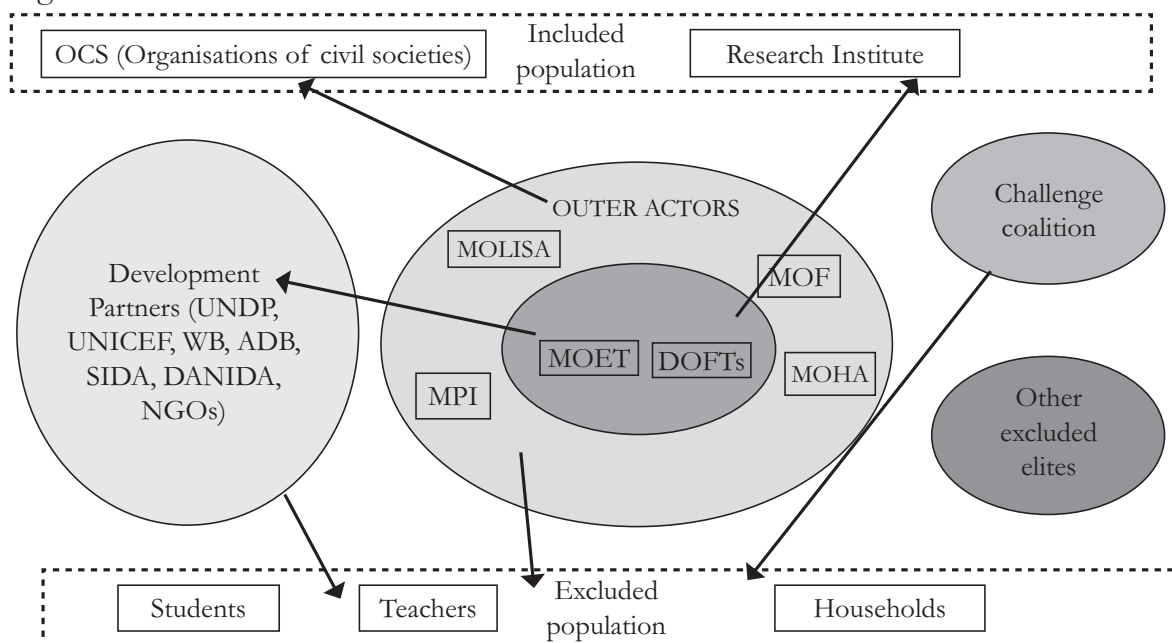 OCS (Organisations of civil societies)
Included
population
Research Institute
OUTER ACTORS
MOLISA
MOF
MOET
DOFTs
MOHA
MPI
Development
Partners (UNDP,
UNICEF, WB, ADB,
SIDA, DANIDA,
NGOs)
Challenge
coalition
Other
excluded
elites
Students
Teachers
Excluded
population
Households